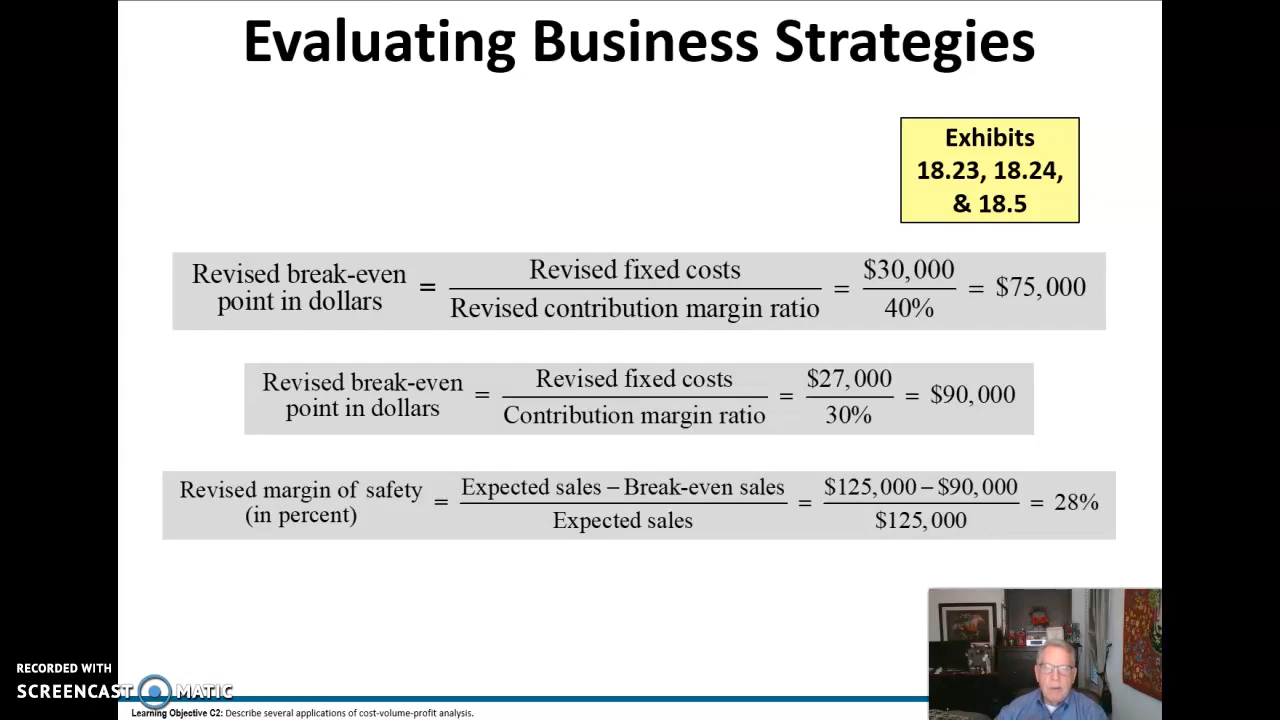 Evaluating Business Strategies
Exhibits
18.23, 18.24,
& 18.5
Revised break-even point in dollars = Revised fixed costs / Revised contribution margin ratio = $30,000 / 40% = $75,000
Revised break-even point in dollars = Revised fixed costs / Contribution margin ratio = $27,000 / 30% = $90,000
Revised margin of safety (in percent) = Expected sales – Break-even sales / Expected sales = $125,000 – $90,000 / $125,000 = 28%
RECORDED WITH
SCREENCAST MATIC
Learning Objective C2: Describe several applications of cost-volume-profit analysis.